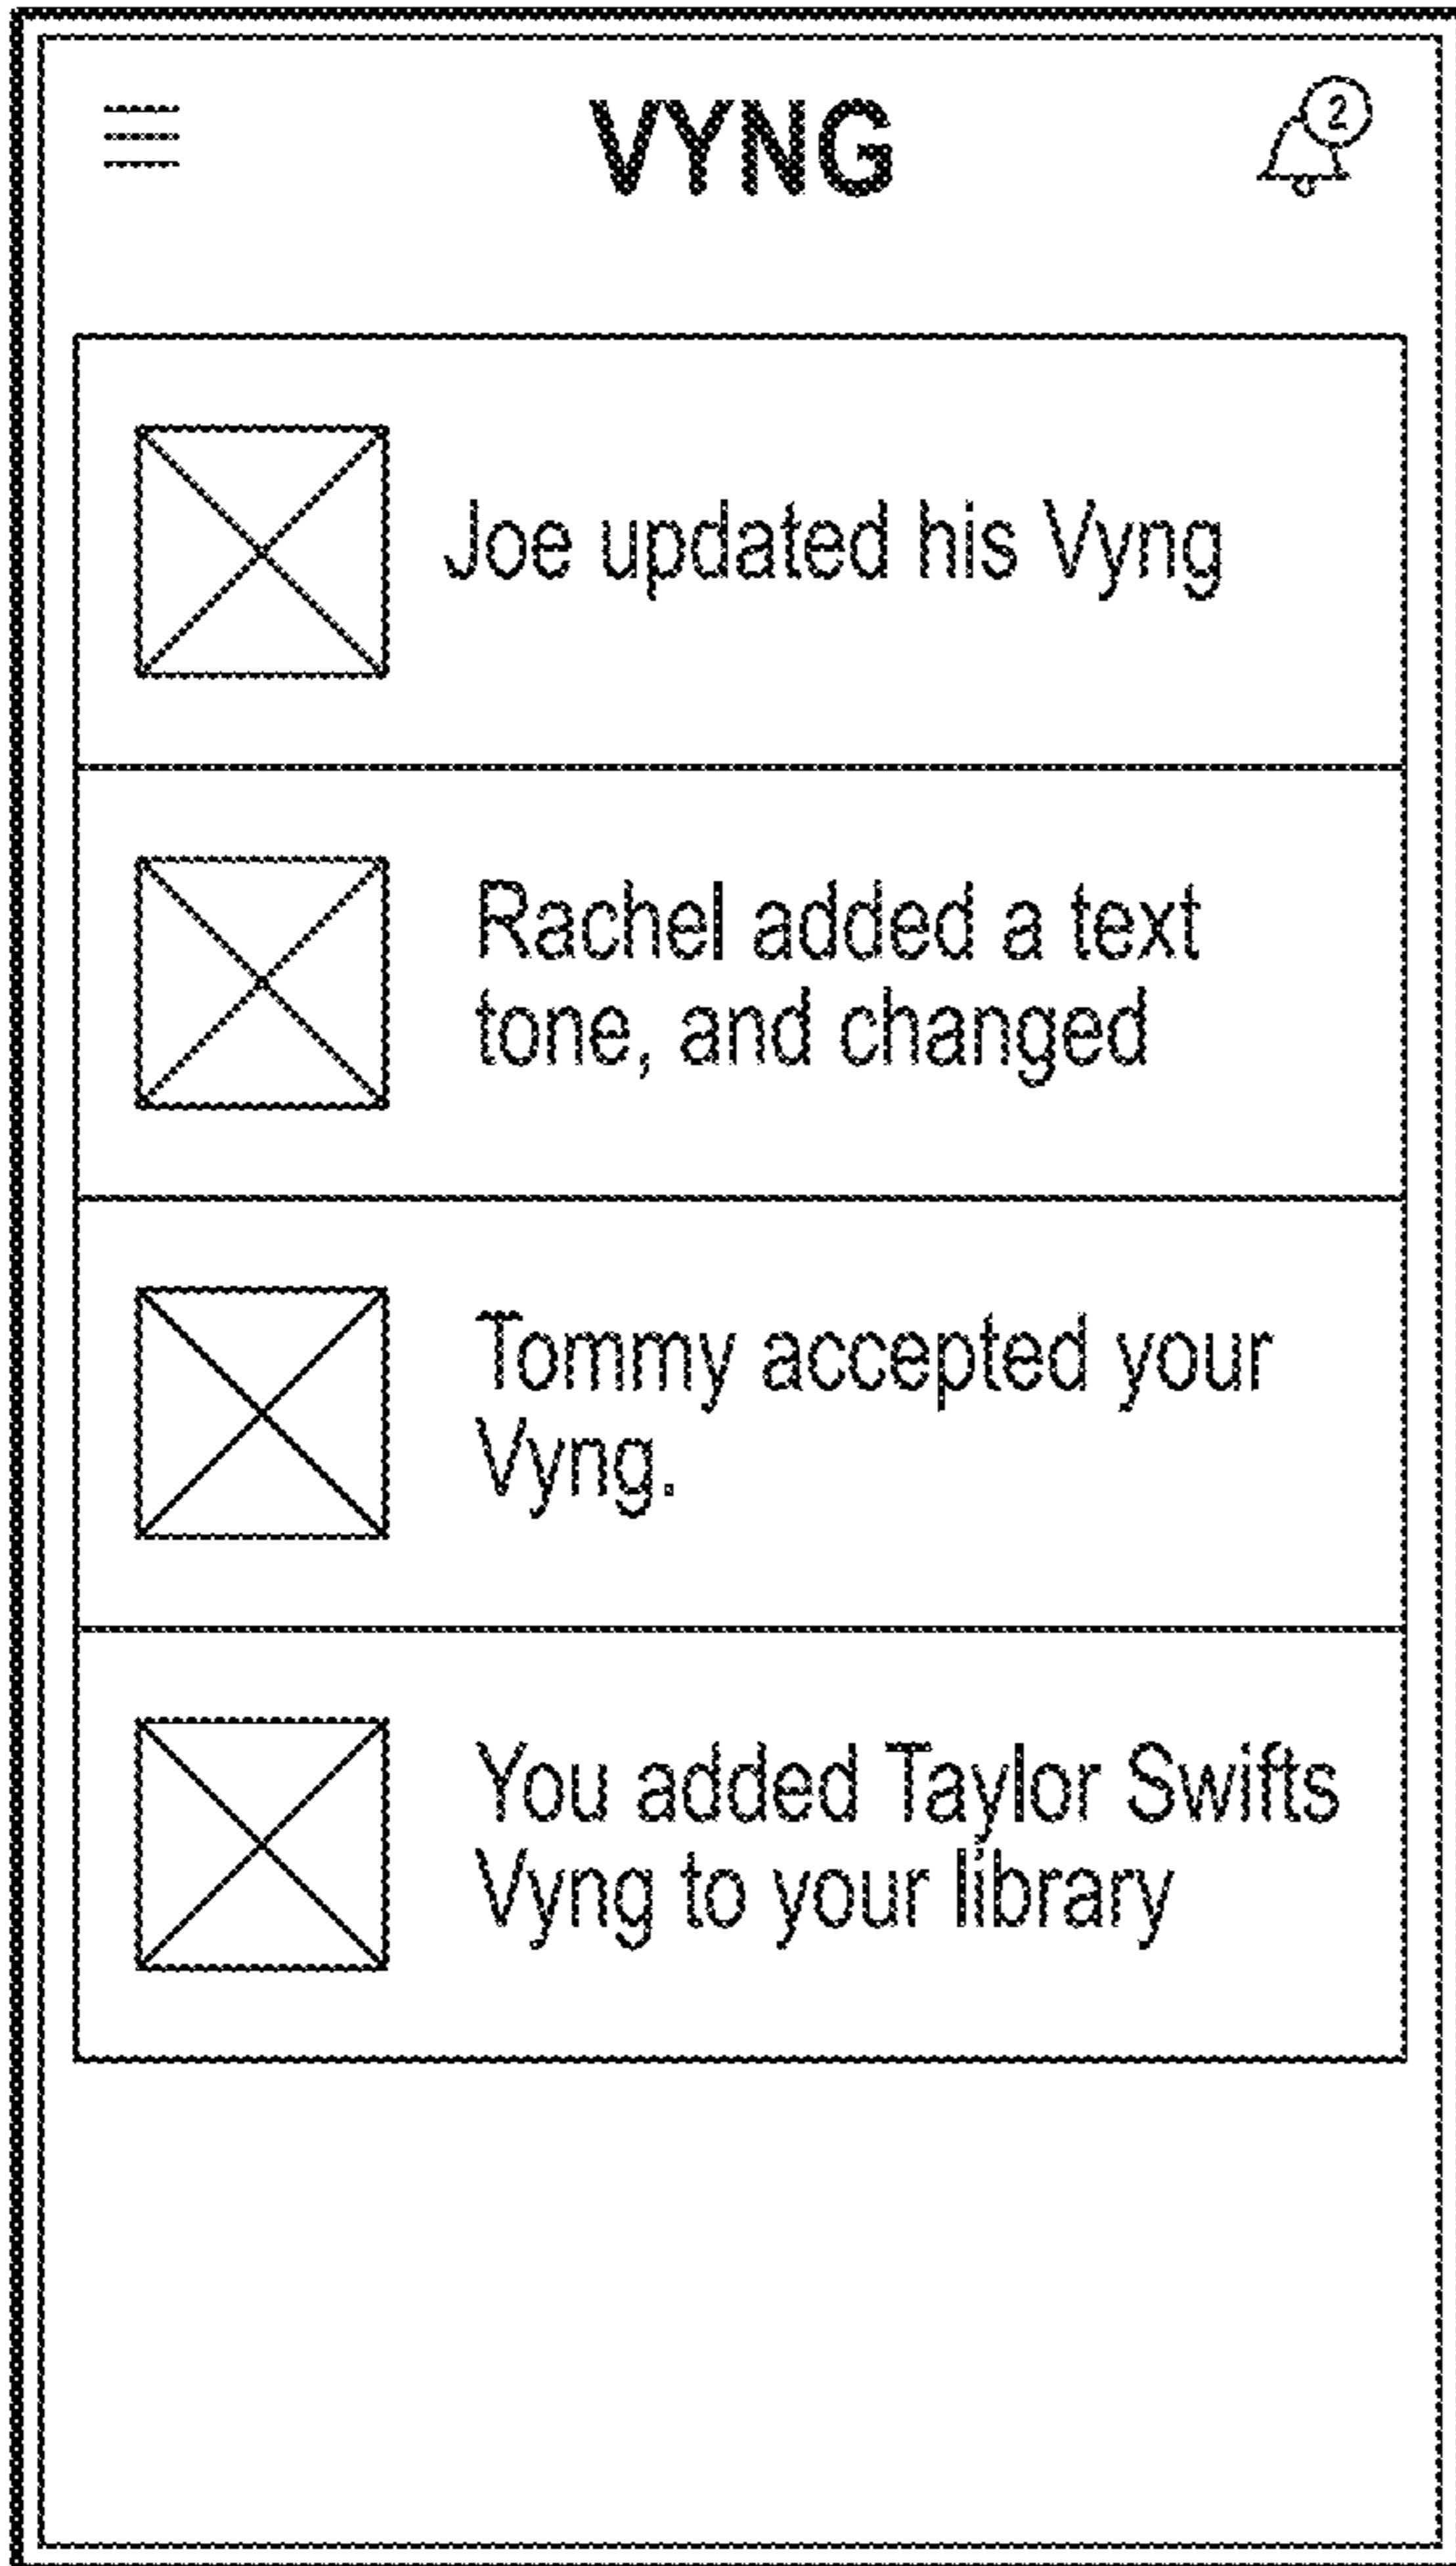 VYNG
2
Joe updated his Vyng
Rachel added a text
tone, and changed
Tommy accepted your
Vyng.
You added Taylor Swifts
Vyng to your library